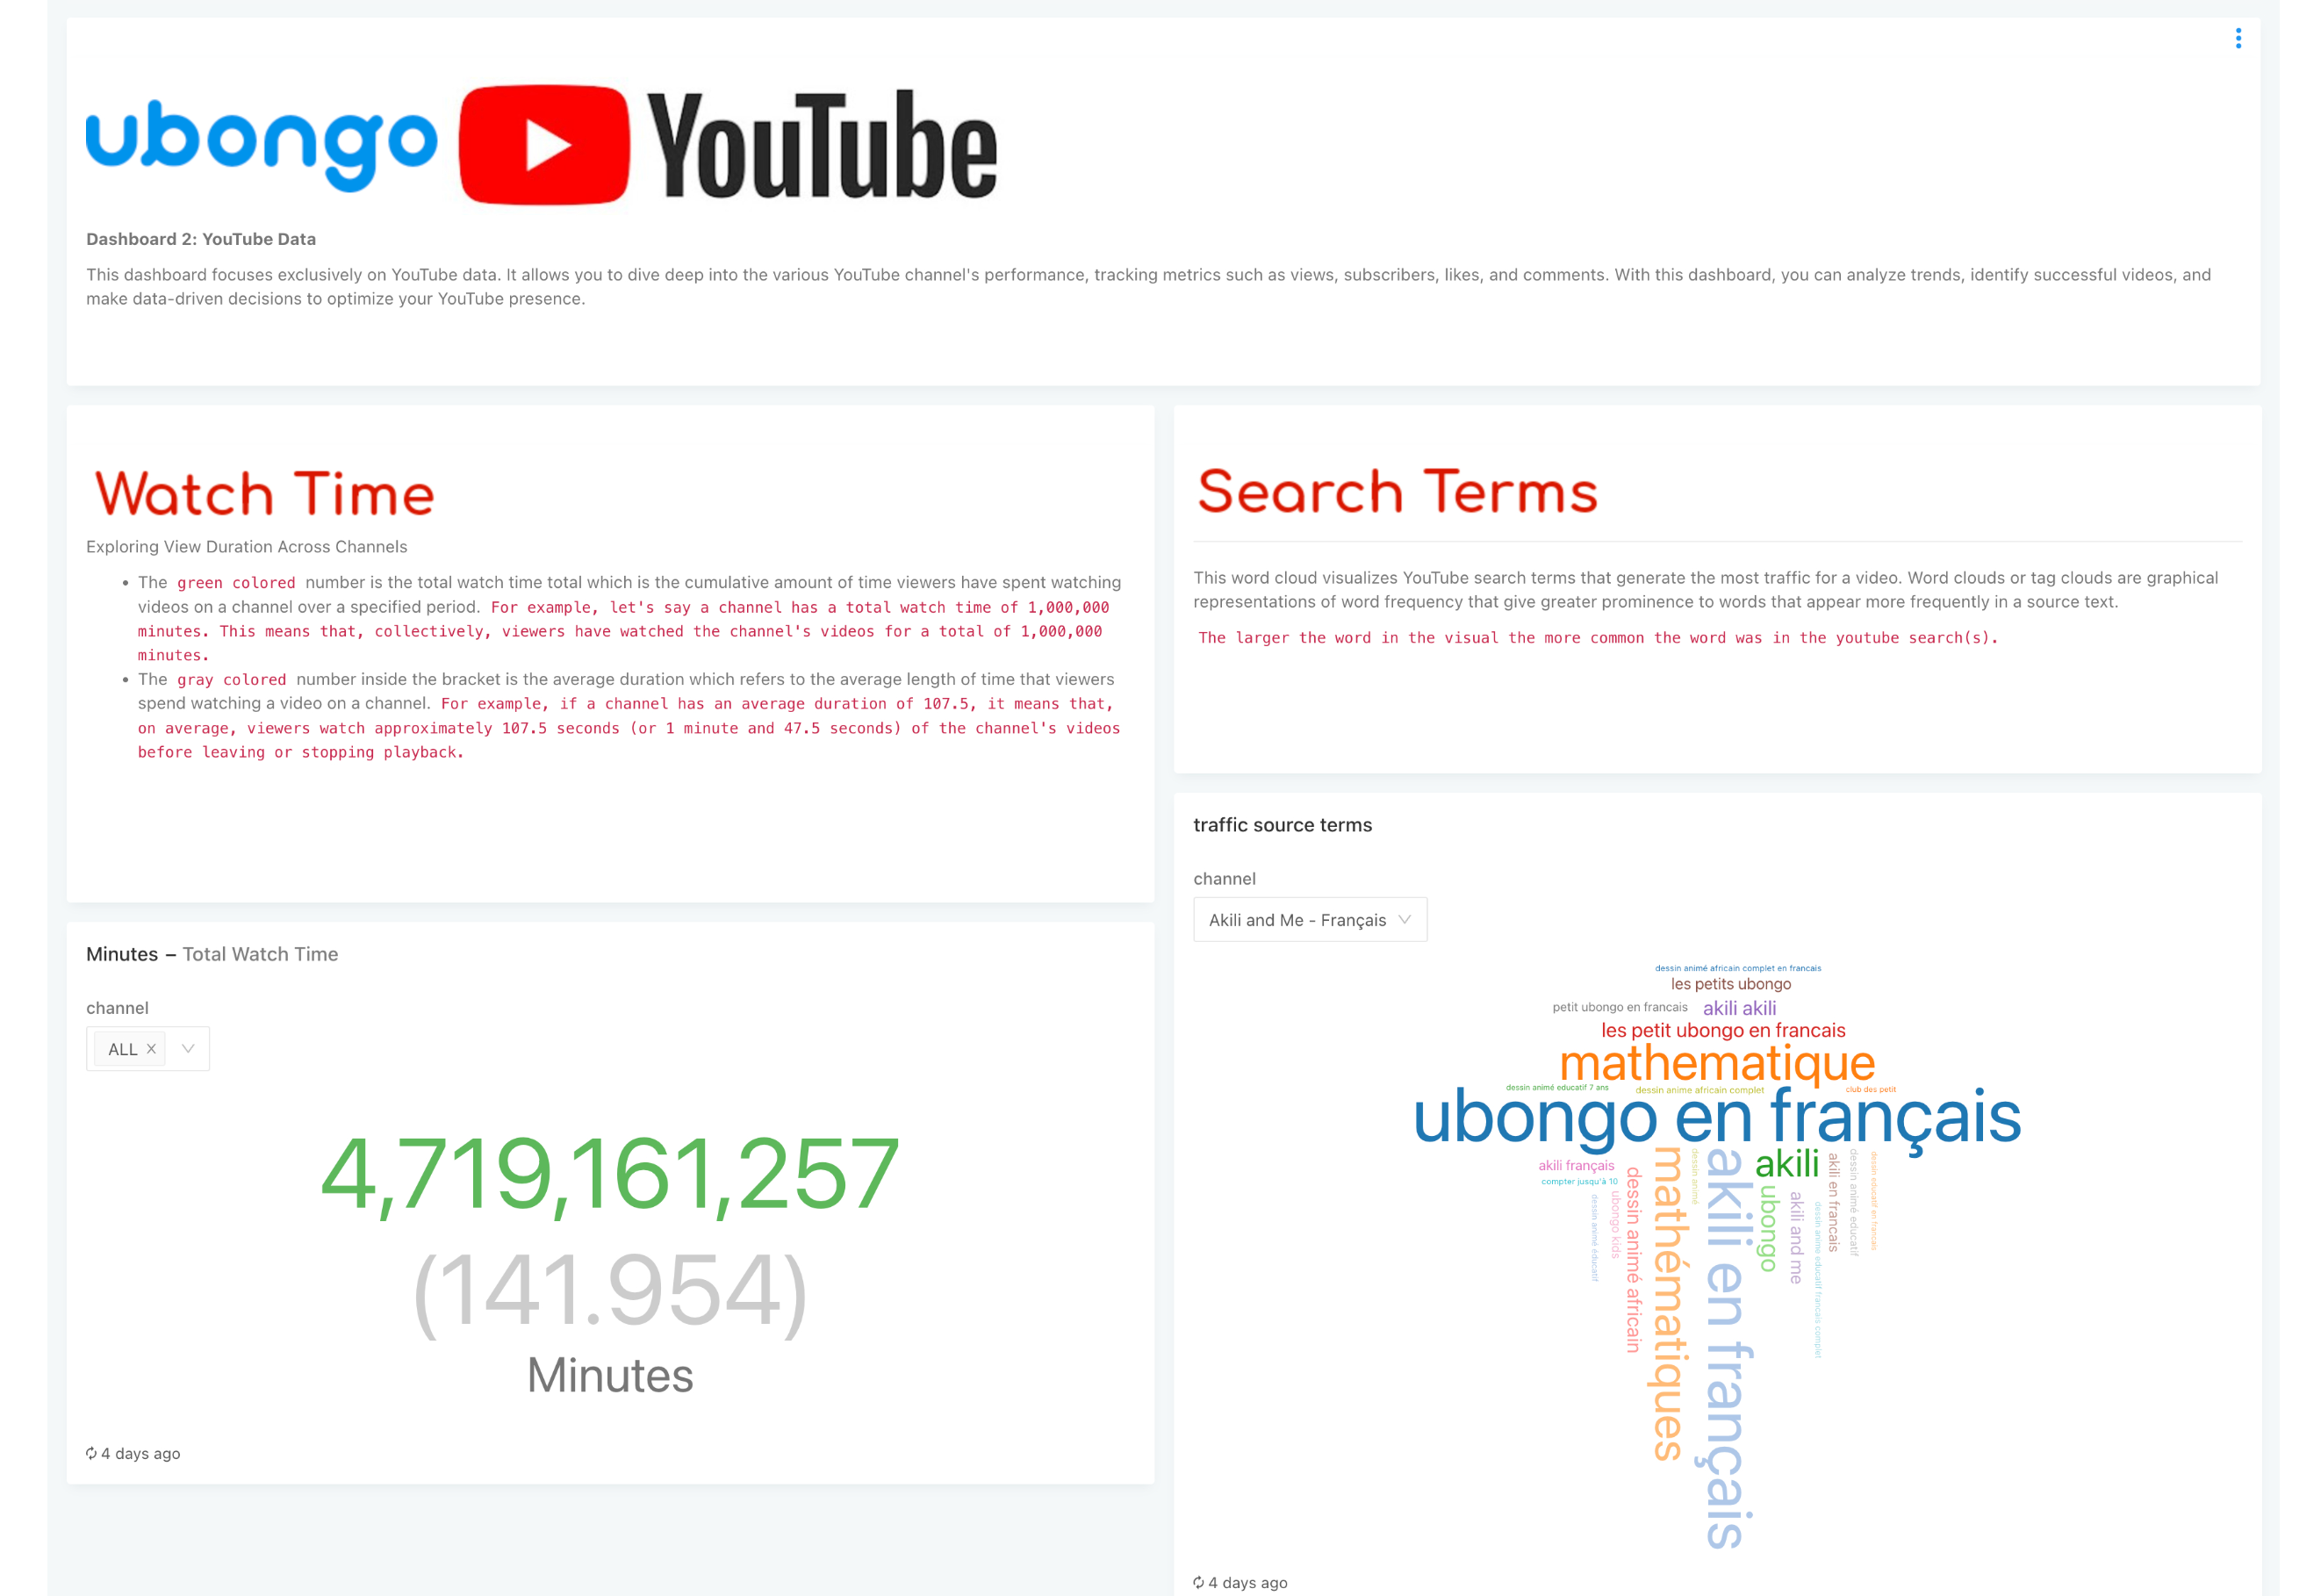 ubongo YouTube
Dashboard 2: YouTube Data
This dashboard focuses exclusively on YouTube data. It allows you to dive deep into the various YouTube channel's performance, tracking metrics such as views, subscribers, likes, and comments. With this dashboard, you can analyze trends, identify successful videos, and
make data-driven decisions to optimize your YouTube presence.
Watch Time
Exploring View Duration Across Channels
• The green colored number is the total watch time total which is the cumulative amount of time viewers have spent watching
videos on a channel over a specified period. For example, let's say a channel has a total watch time of 1,000,000
minutes. This means that, collectively, viewers have watched the channel's videos for a total of 1,000,000
minutes.
• The gray colored number inside the bracket is the average duration which refers to the average length of time that viewers
spend watching a video on a channel. For example, if a channel has an average duration of 107.5, it means that,
on average, viewers watch approximately 107.5 seconds (or 1 minute and 47.5 seconds) of the channel's videos
before leaving or stopping playback.
Minutes – Total Watch Time
channel
ALL
4,719,161,257
(141.954)
Minutes
4 days ago
Search Terms
This word cloud visualizes YouTube search terms that generate the most traffic for a video. Word clouds or tag clouds are graphical
representations of word frequency that give greater prominence to words that appear more frequently in a source text.
The larger the word in the visual the more common the word was in the youtube search(s).
traffic source terms
channel
Akili and Me - Français
dessin animé africain complet en francais
les petits ubongo
petit ubongo en francais
akili akili
les petit ubongo en francais
mathematique
dessin animé educatif 7 ans
dessin anime africain complet
club des petit
ubongo en français
akili français
compter jusqu'à 10
dessin animé éducatif
ubongo kids
dessin animé africain
mathématiques
dessin animé
akili en français
akili
ubongo
akili and me
dessin anime educatif francais complet
akili en francais
dessin animé educatif
dessin educatif en francais
4 days ago